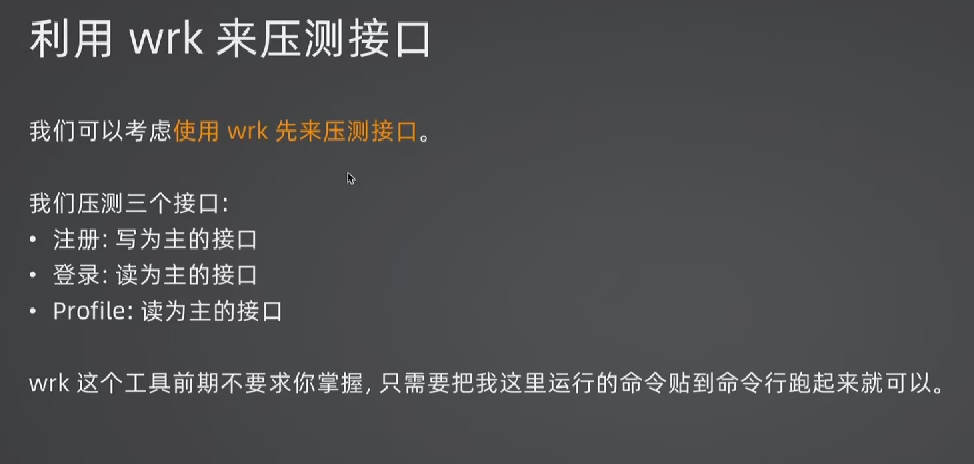 利用 wrk 来压测接口
我们可以考虑使用 wrk 先来压测接口。
我们压测三个接口:
• 注册: 写为主的接口
• 登录: 读为主的接口
• Profile: 读为主的接口
wrk 这个工具前期不要求你掌握, 只需要把我这里运行的命令贴到命令行跑起来就可以。